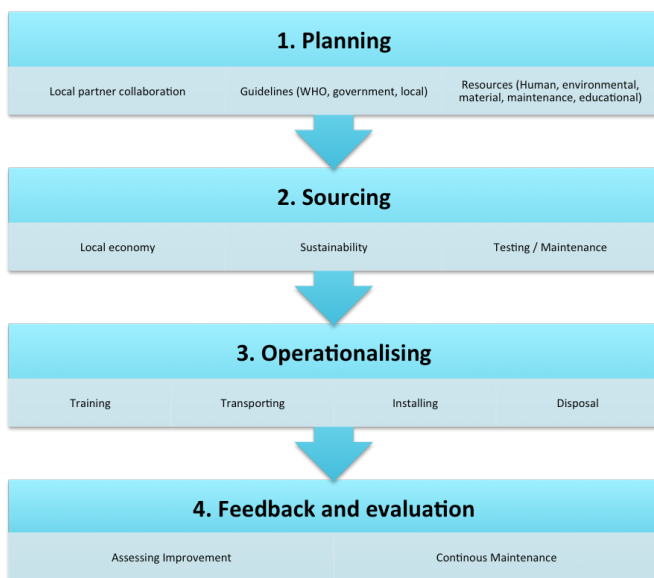 1. Planning
Local partner collaboration
Guidelines (WHO, government, local)
Resources (Human, environmental,
material, maintenance, educational)
2. Sourcing
Local economy
Sustainability
Testing / Maintenance
3. Operationalising
Training
Transporting
Installing
Disposal
4. Feedback and evaluation
Assessing Improvement
Continous Maintenance